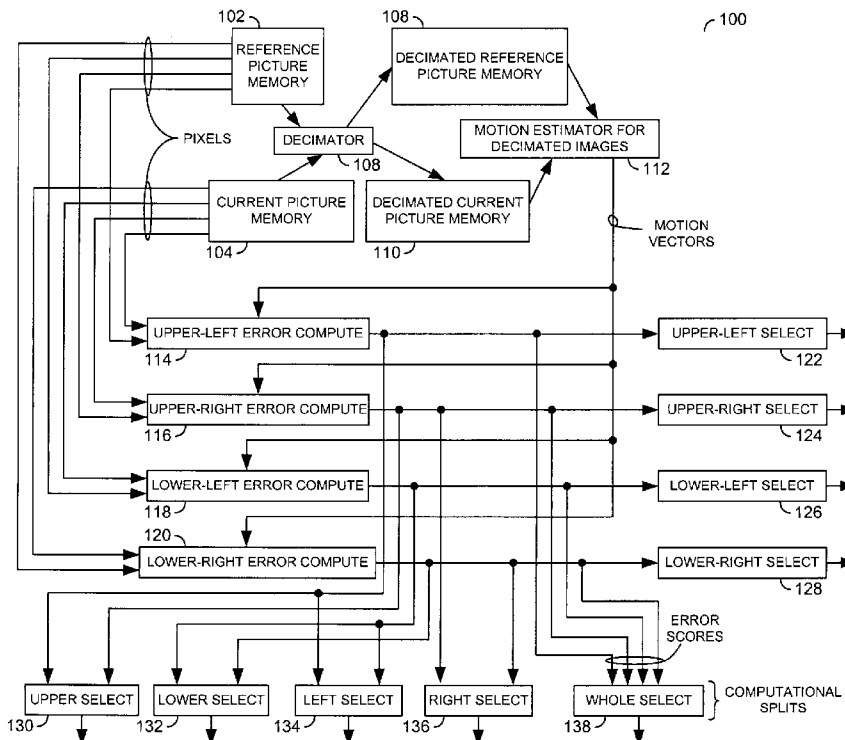 102
REFERENCE
PICTURE
MEMORY
108
DECIMATED REFERENCE
PICTURE MEMORY
100
PIXELS
DECIMATOR
108
MOTION ESTIMATOR FOR
DECIMATED IMAGES
112
CURRENT PICTURE
MEMORY
104
DECIMATED CURRENT
PICTURE MEMORY
110
MOTION
VECTORS
UPPER-LEFT ERROR COMPUTE
114
UPPER-LEFT SELECT
122
UPPER-RIGHT ERROR COMPUTE
116
UPPER-RIGHT SELECT
124
LOWER-LEFT ERROR COMPUTE
118
LOWER-LEFT SELECT
126
120
LOWER-RIGHT ERROR COMPUTE
LOWER-RIGHT SELECT
128
ERROR
SCORES
UPPER SELECT
130
LOWER SELECT
132
LEFT SELECT
134
RIGHT SELECT
136
WHOLE SELECT
138
COMPUTATIONAL
SPLITS